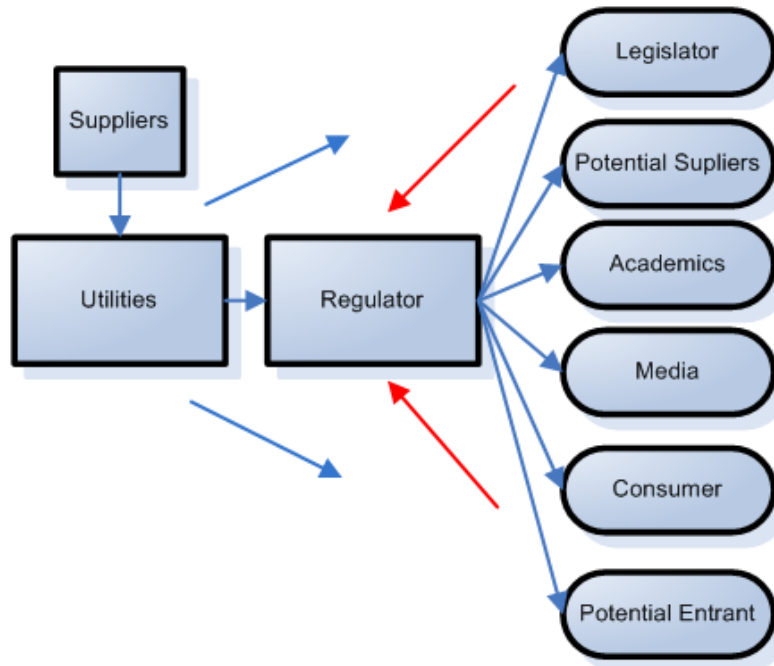 Legislator
Suppliers
Potential Supliers
Academics
Utilities
Regulator
Media
Consumer
Potential Entrant